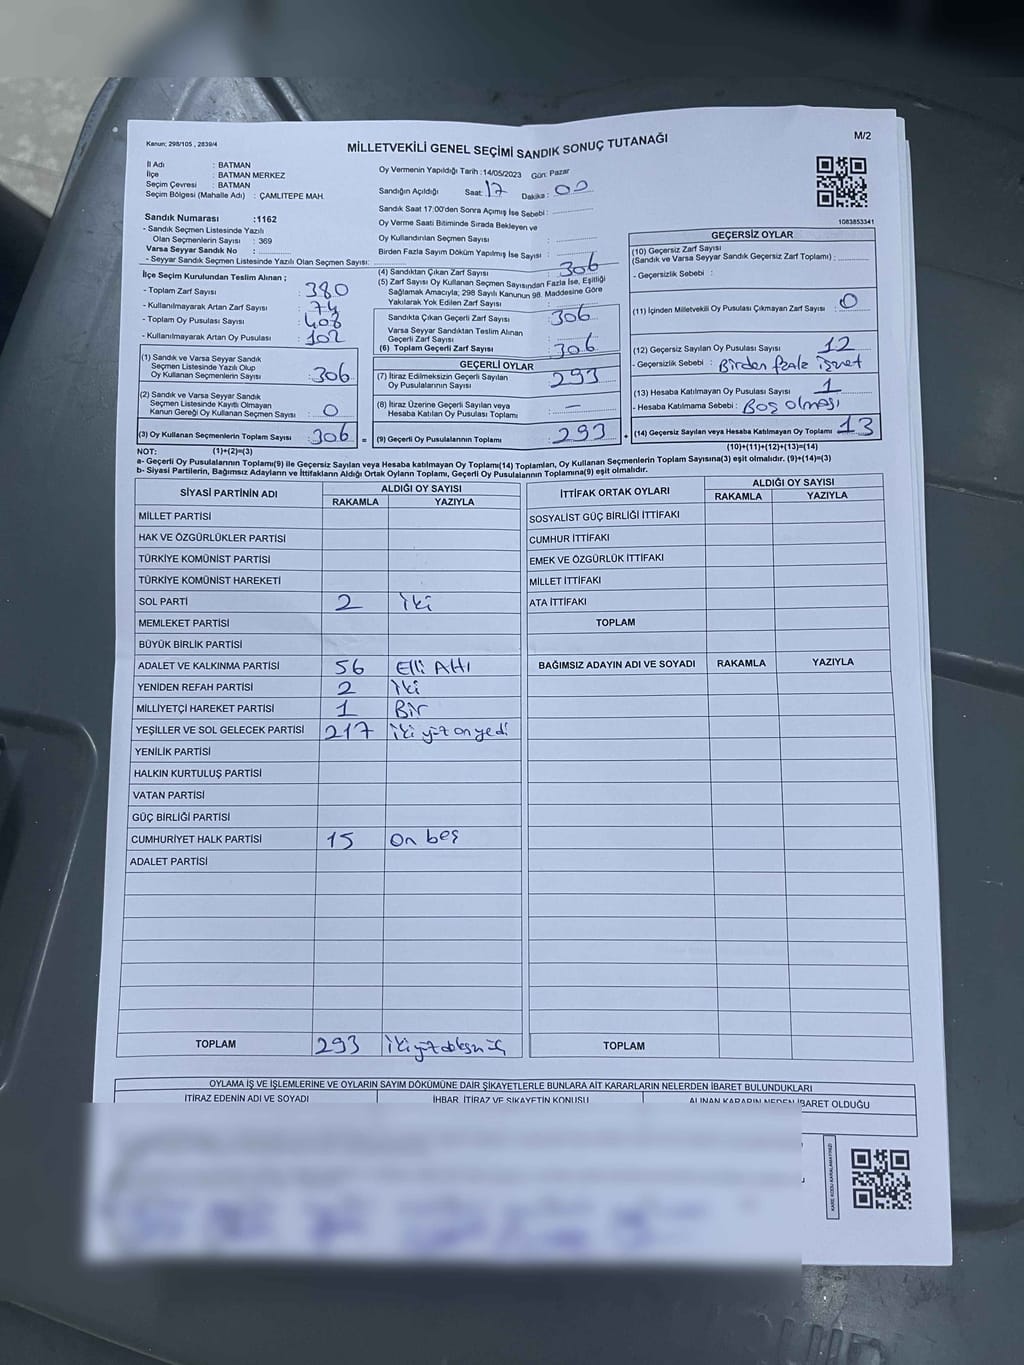 Kanun; 298/105 , 2839/4
MİLLETVEKİLİ GENEL SEÇİMİ SANDIK SONUÇ TUTANAĞI
M/2
İl Adı : BATMAN
İlçe : BATMAN MERKEZ
Seçim Çevresi : BATMAN
Seçim Bölgesi (Mahalle Adı) : ÇAMLITEPE MAH.
Sandık Numarası :1162
- Sandık Seçmen Listesinde Yazılı
Olan Seçmenlerin Sayısı : 369
Varsa Seyyar Sandık No :
- Seyyar Sandık Seçmen Listesinde Yazılı Olan Seçmen Sayısı:
Oy Vermenin Yapıldığı Tarih :14/05/2023 Gün: Pazar
Sandığın Açıldığı Saat: 17 Dakika : 00
Sandık Saat 17:00'den Sonra Açımış İse Sebebi :
Oy Verme Saati Bitiminde Sırada Bekleyen ve
Oy Kullandırılan Seçmen Sayısı :
Birden Fazla Sayım Döküm Yapılmış İse Sayısı :
1083853341
İlçe Seçim Kurulundan Teslim Alınan ;
- Toplam Zarf Sayısı : 380
- Kullanılmayarak Artan Zarf Sayısı : 74
- Toplam Oy Pusulası Sayısı : 408
- Kullanılmayarak Artan Oy Pusulası : 102
(1) Sandık ve Varsa Seyyar Sandık
Seçmen Listesinde Yazılı Olup
Oy Kullanan Seçmenlerin Sayısı : 306
(2) Sandık ve Varsa Seyyar Sandık
Seçmen Listesinde Kayıtlı Olmayan
Kanun Gereği Oy Kullanan Seçmen Sayısı : 0
(3) Oy Kullanan Seçmenlerin Toplam Sayısı : 306 =
(4) Sandıktan Çıkan Zarf Sayısı : 306
(5) Zarf Sayısı Oy Kullanan Seçmen Sayısından Fazla İse, Eşitliği
Sağlamak Amacıyla; 298 Sayılı Kanunun 98. Maddesine Göre
Yakılarak Yok Edilen Zarf Sayısı :
Sandıkta Çıkan Geçerli Zarf Sayısı : 306
Varsa Seyyar Sandıktan Teslim Alınan
Geçerli Zarf Sayısı :
(6) Toplam Geçerli Zarf Sayısı : 306
GEÇERLİ OYLAR
(7) İtiraz Edilmeksizin Geçerli Sayılan
Oy Pusulalarının Sayısı : 293
(8) İtiraz Üzerine Geçerli Sayılan veya
Hesaba Katılan Oy Pusulası Toplamı : —
(9) Geçerli Oy Pusulalarının Toplamı : 293 +
GEÇERSİZ OYLAR
(10) Geçersiz Zarf Sayısı
(Sandık ve Varsa Seyyar Sandık Geçersiz Zarf Toplamı) :
- Geçersizlik Sebebi :
(11) İçinden Milletvekili Oy Pusulası Çıkmayan Zarf Sayısı : 0
(12) Geçersiz Sayılan Oy Pusulası Sayısı : 12
- Geçersizlik Sebebi : Birden fazla işaret
(13) Hesaba Katılmayan Oy Pusulası Sayısı : 1
- Hesaba Katılmama Sebebi : Boş olması
(14) Geçersiz Sayılan veya Hesaba Katılmayan Oy Toplamı : 13
(10)+(11)+(12)+(13)=(14)
NOT: (1)+(2)=(3)
a- Geçerli Oy Pusulalarının Toplamı(9) ile Geçersiz Sayılan veya Hesaba katılmayan Oy Toplamı(14) Toplamları, Oy Kullanan Seçmenlerin Toplam Sayısına(3) eşit olmalıdır. (9)+(14)=(3)
b- Siyasi Partilerin, Bağımsız Adayların ve İttifakların Aldığı Ortak Oyların Toplamı, Geçerli Oy Pusulalarının Toplamına(9) eşit olmalıdır.
SİYASİ PARTİNİN ADI ALDIĞI OY SAYISI
RAKAMLA YAZIYLA
MİLLET PARTİSİ
HAK VE ÖZGÜRLÜKLER PARTİSİ
TÜRKİYE KOMÜNİST PARTİSİ
TÜRKİYE KOMÜNİST HAREKETİ
SOL PARTİ 2 iki
MEMLEKET PARTİSİ
BÜYÜK BİRLİK PARTİSİ
ADALET VE KALKINMA PARTİSİ 56 Elli Altı
YENİDEN REFAH PARTİSİ 2 iki
MİLLİYETÇİ HAREKET PARTİSİ 1 Bir
YEŞİLLER VE SOL GELECEK PARTİSİ 217 iki yüz on yedi
YENİLİK PARTİSİ
HALKIN KURTULUŞ PARTİSİ
VATAN PARTİSİ
GÜÇ BİRLİĞİ PARTİSİ
CUMHURİYET HALK PARTİSİ 15 on beş
ADALET PARTİSİ
TOPLAM 293
İTTİFAK ORTAK OYLARI ALDIĞI OY SAYISI
RAKAMLA YAZIYLA
SOSYALİST GÜÇ BİRLİĞİ İTTİFAKI
CUMHUR İTTİFAKI
EMEK VE ÖZGÜRLÜK İTTİFAKI
MİLLET İTTİFAKI
ATA İTTİFAKI
TOPLAM
BAĞIMSIZ ADAYIN ADI VE SOYADI RAKAMLA YAZIYLA
TOPLAM
OYLAMA İŞ VE İŞLEMLERİNE VE OYLARIN SAYIM DÖKÜMÜNE DAİR ŞİKAYETLERLE BUNLARA AİT KARARLARIN NELERDEN İBARET BULUNDUKLARI
İTİRAZ EDENİN ADI VE SOYADI İHBAR, İTİRAZ VE ŞİKAYETİN KONUSU ALINAN KARARIN NEDEN İBARET OLDUĞU